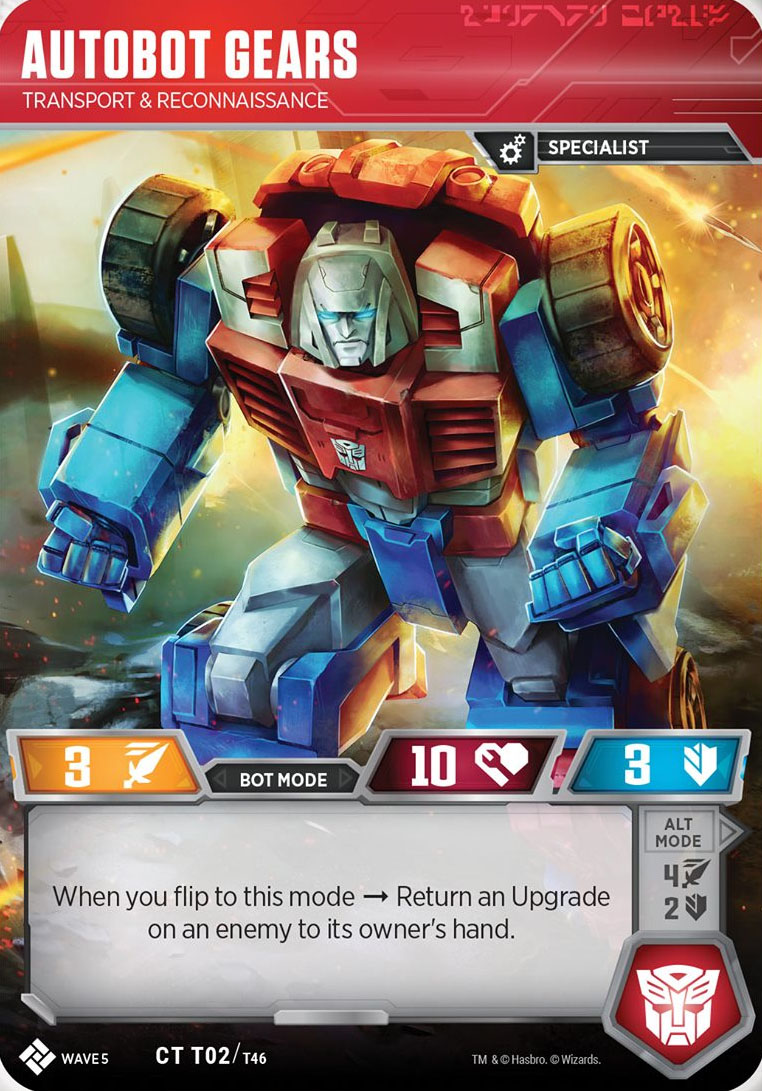 AUTOBOT GEARS
TRANSPORT & RECONNAISSANCE
SPECIALIST
3
BOT MODE
10
3
ALT
MODE
4
2
When you flip to this mode → Return an Upgrade
on an enemy to its owner's hand.
WAVE 5
CT T02/T46
TM & © Hasbro. © Wizards.